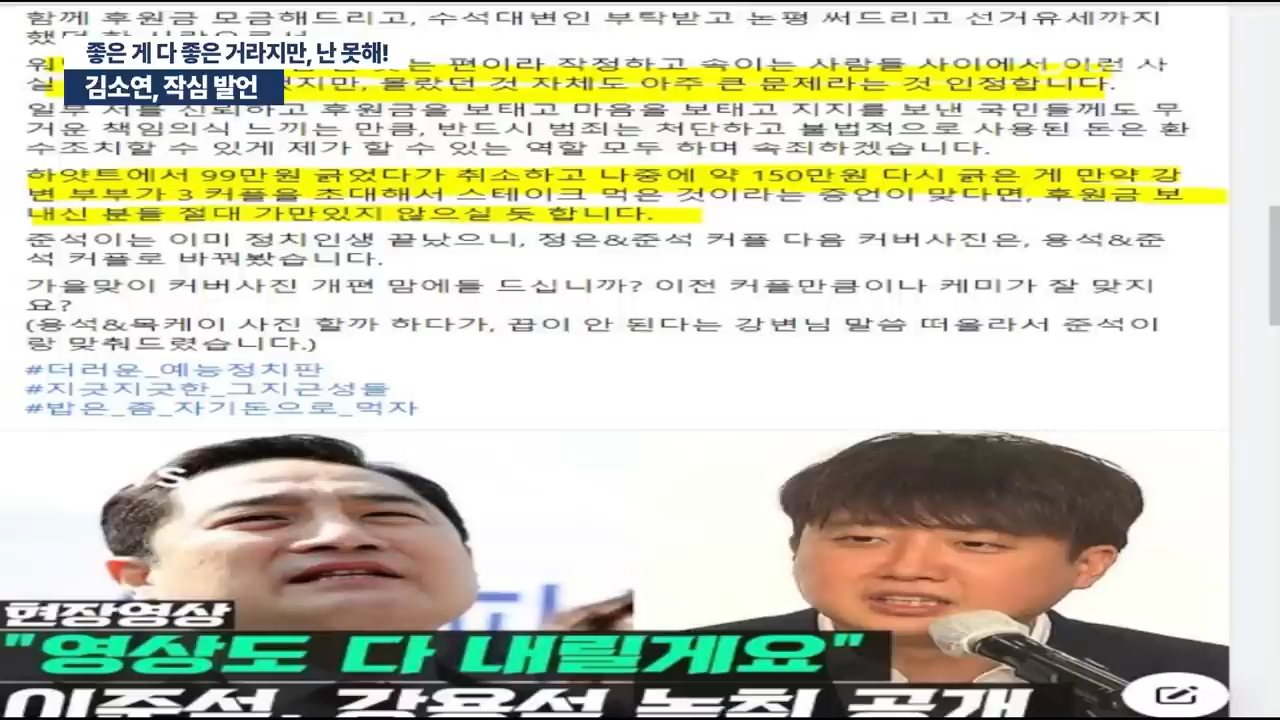 함께 후원금 모금해드리고, 수석대변인 부탁받고 논평 써드리고 선거유세까지
좋은 게 다 좋은 거라지만, 난 못해!
편이라 작정하고 속이는 사람들 사이에서 이런 사
김소연, 작심 발언
몰랐던 것 자체도 아주 큰 문제라는 것 인정합니다.
일부 저를 신뢰하고 후원금을 보태고 마음을 보태고 지지를 보낸 국민들께도 무
거운 책임의식 느끼는 만큼, 반드시 범죄는 처단하고 불법적으로 사용된 돈은 환
수조치할 수 있게 제가 할 수 있는 역할 모두 하며 속죄하겠습니다.
하얏트에서 99만원 긁었다가 취소하고 나중에 약 150만원 다시 긁은 게 만약 강
변 부부가 3 커플을 초대해서 스테이크 먹은 것이라는 증언이 맞다면, 후원금 보
내신 분들 절대 가만있지 않으실 듯 합니다.
준석이는 이미 정치인생 끝났으니, 정은&준석 커플 다음 커버사진은, 용석&준
석 커플로 바꿔봤습니다.
가을맞이 커버사진 개편 맘에들 드십니까? 이전 커플만큼이나 케미가 잘 맞지
요?
(용석&목케이 사진 할까 하다가, 급이 안 된다는 강변님 말씀 떠올라서 준석이
랑 맞춰드렸습니다.)
#더러운_예능정치판
#지긋지긋한_그지근성들
#밥은_좀_자기돈으로_먹자
현장영상
"영상도 다 내릴게요"
이준석, 강용석 녹취 공개